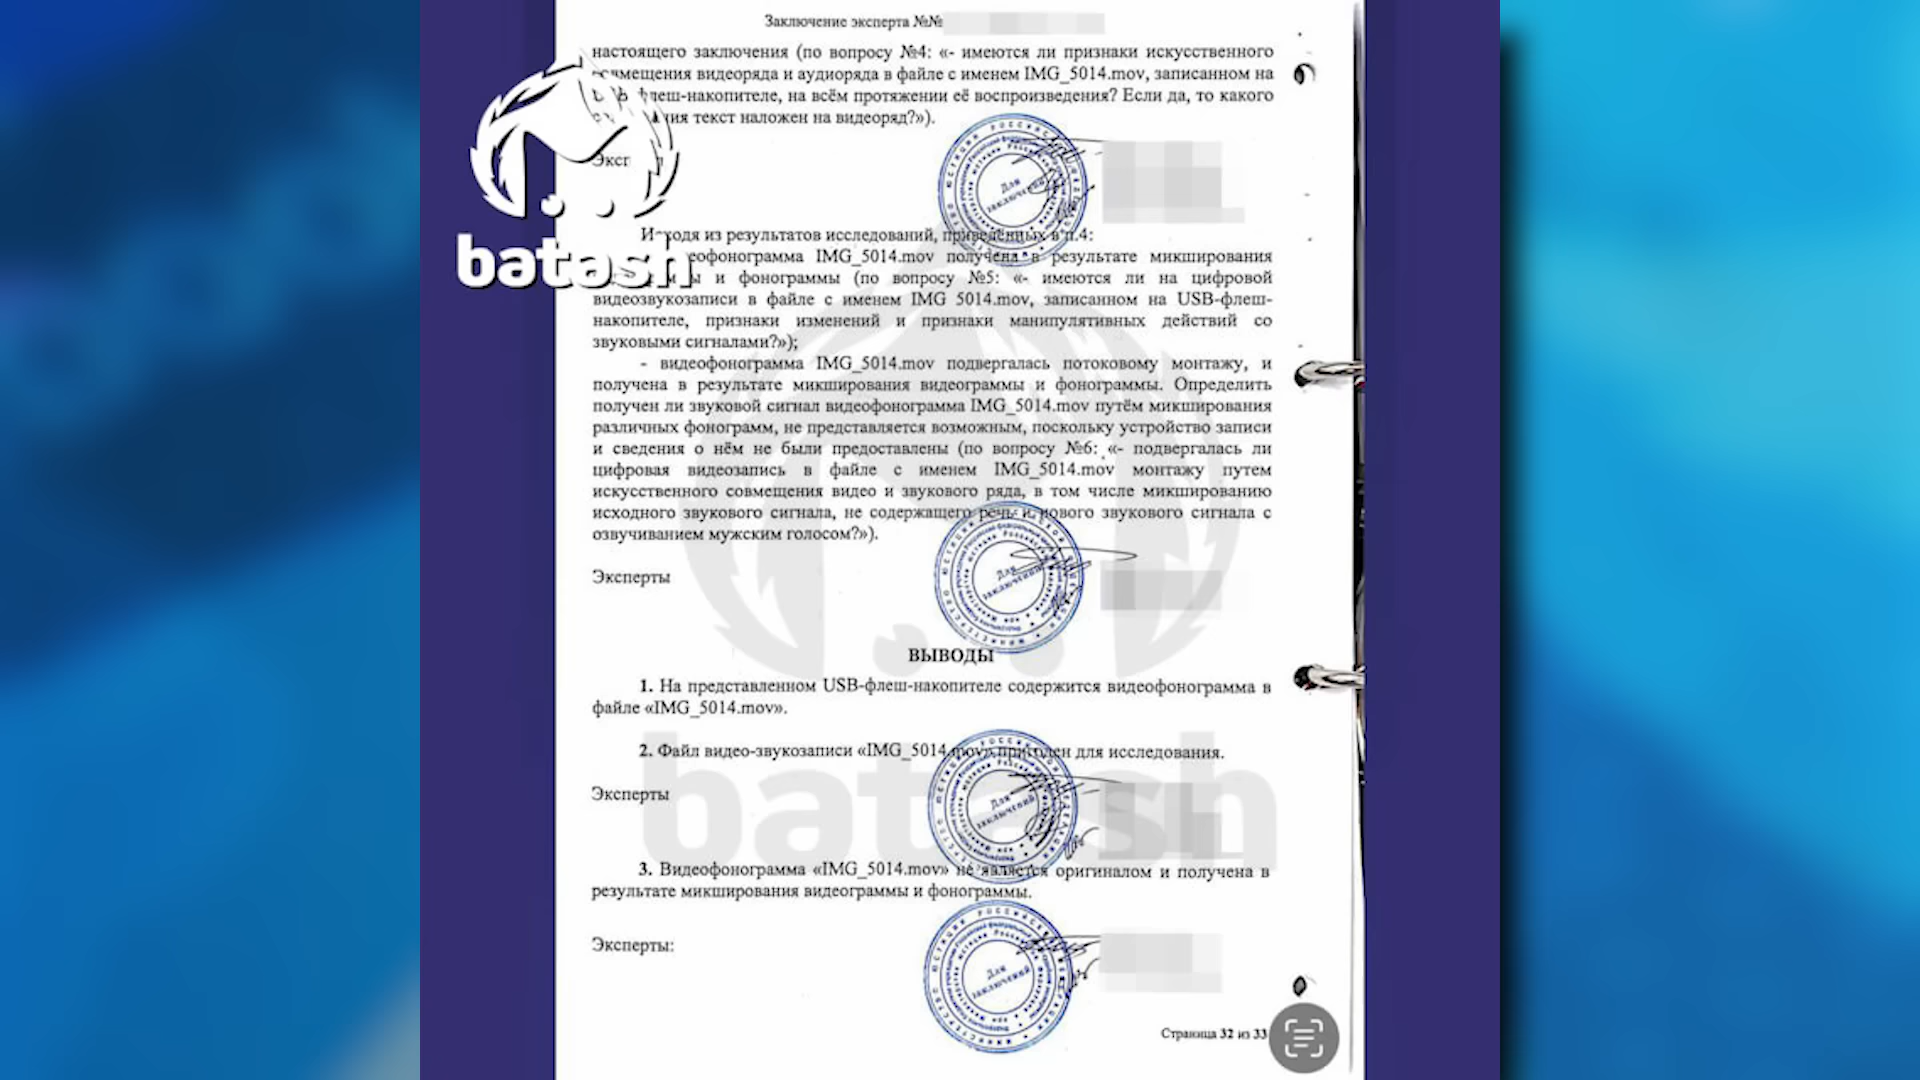 Заключение эксперта №№
настоящего заключения (по вопросу №4: «- имеются ли признаки искусственного
совмещения видеоряда и аудиоряда в файле с именем IMG_5014.mov, записанном на
флеш-накопителе, на всём протяжении её воспроизведения? Если да, то какого
текст наложен на видеоряд?»).
batash
Исходя из результатов исследований, приведённых в п.4:
IMG_5014.mov получена в результате микширования
и фонограммы (по вопросу №5: «- имеются ли на цифровой
видеозвукозаписи в файле с именем IMG 5014.mov, записанном на USB-флеш-
накопителе, признаки изменений и признаки манипулятивных действий со
звуковыми сигналами?»);
- видеофонограмма IMG_5014.mov подвергалась потоковому монтажу, и
получена в результате микширования видеограммы и фонограммы. Определить
получен ли звуковой сигнал видеофонограмма IMG_5014.mov путём микширования
различных фонограмм, не представляется возможным, поскольку устройство записи
и сведения о нём не были предоставлены (по вопросу №6: «- подвергалась ли
цифровая видеозапись в файле с именем IMG_5014.mov монтажу путем
искусственного совмещения видео и звукового ряда, в том числе микшированию
исходного звукового сигнала, не содержащего речь и нового звукового сигнала с
озвучиванием мужским голосом?»).
Для заключений
Эксперты
ВЫВОДЫ
1. На представленном USB-флеш-накопителе содержится видеофонограмма в
файле «IMG_5014.mov».
2. Файл видео-звукозаписи «IMG_5014.mov» пригоден для исследования.
Эксперты
Для заключений
batash
3. Видеофонограмма «IMG_5014.mov» не является оригиналом и получена в
результате микширования видеограммы и фонограммы.
Эксперты:
Для заключений
Страница 32 из 33